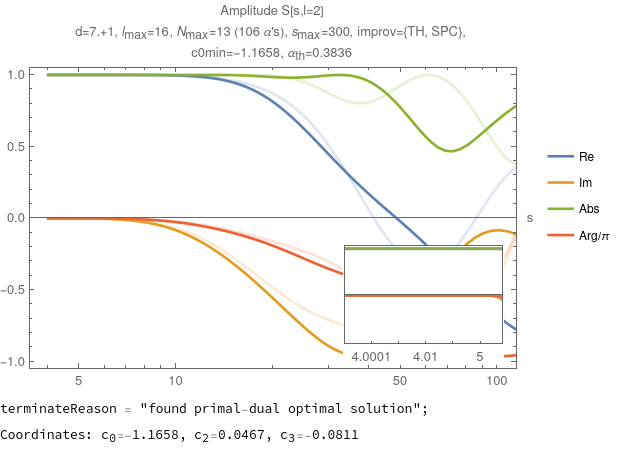 Amplitude S[s,l=2]
d=7.+1, lmax=16, Nmax=13 (106 α's), smax=300, improv={TH, SPC},
c0min=-1.1658, αth=0.3836
1.0
0.5
0.0
-0.5
-1.0
5
10
50
100
s
4.0001
4.01
5
Re
Im
Abs
Arg/π
terminateReason = "found primal-dual optimal solution";
Coordinates: c0=-1.1658, c2=0.0467, c3=-0.0811